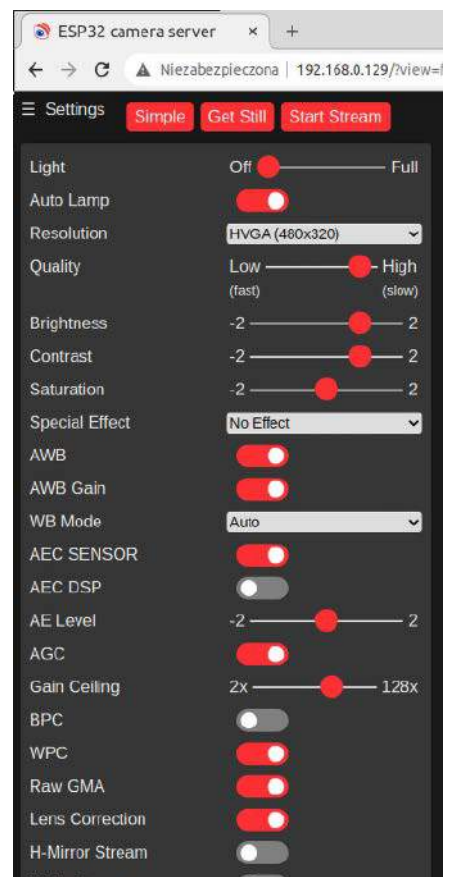 ESP32 camera server × +
Niezabezpieczona | 192.168.0.129/?view=
☰ Settings Simple Get Still Start Stream
Light Off Full
Auto Lamp
Resolution HVGA (480x320)
Quality Low High
(fast) (slow)
Brightness -2 2
Contrast -2 2
Saturation -2 2
Special Effect No Effect
AWB
AWB Gain
WB Mode Auto
AEC SENSOR
AEC DSP
AE Level -2 2
AGC
Gain Ceiling 2x 128x
BPC
WPC
Raw GMA
Lens Correction
H-Mirror Stream